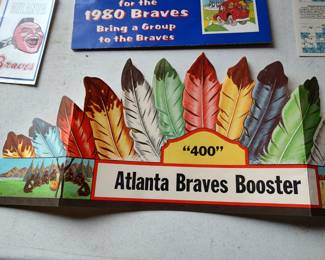 for the
1980 Braves
Bring a Group
to the Braves
Braves
"400"
Atlanta Braves Booster